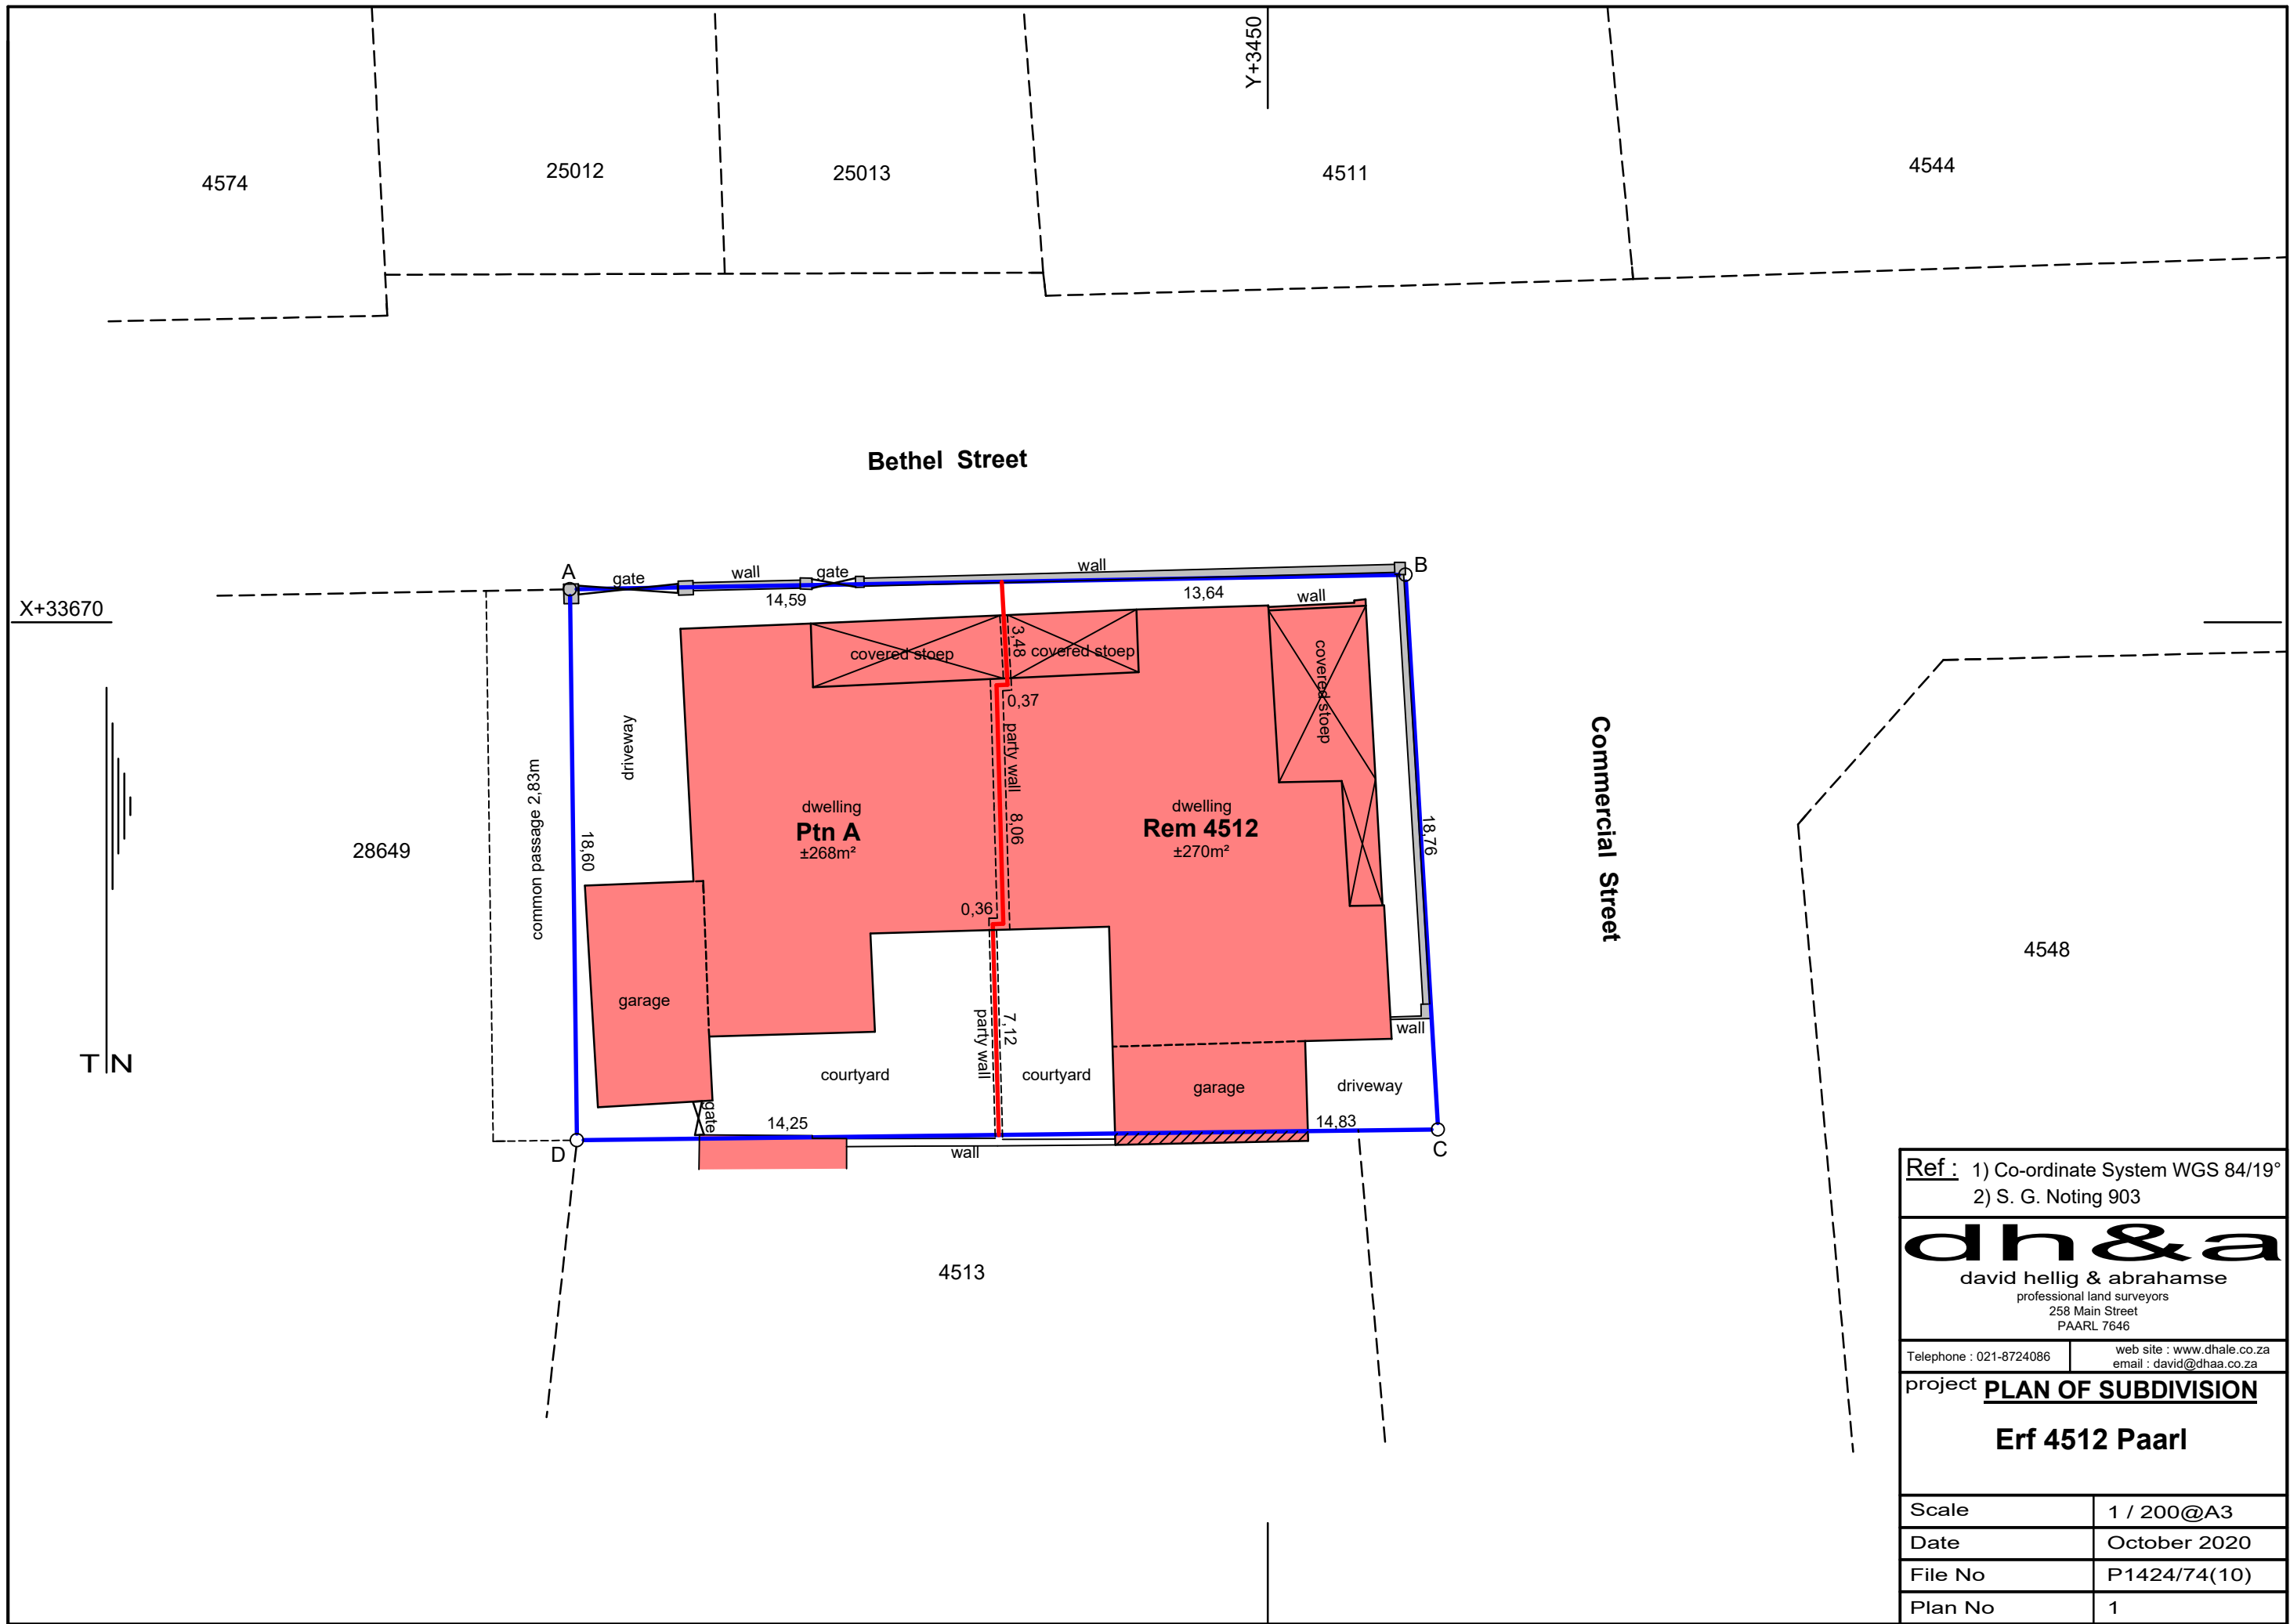 Y+3450
4574
25012
25013
4511
4544
Bethel Street
A
gate
wall
gate
wall
B
X+33670
14,59
13,64
wall
covered stoep
3,48
covered stoep
covered stoep
0,37
driveway
party wall
common passage 2,83m
Commercial Street
dwelling
Ptn A
±268m²
8,06
dwelling
Rem 4512
±270m²
18,60
18,76
28649
0,36
4548
garage
party wall
7,12
wall
T N
courtyard
courtyard
garage
driveway
gate
14,25
14,83
D
wall
C
4513
Ref : 1) Co-ordinate System WGS 84/19°
2) S. G. Noting 903
dh&a
david hellig & abrahamse
professional land surveyors
258 Main Street
PAARL 7646
Telephone : 021-8724086
web site : www.dhale.co.za
email : david@dhaa.co.za
project PLAN OF SUBDIVISION
Erf 4512 Paarl
Scale 1 / 200@A3
Date October 2020
File No P1424/74(10)
Plan No 1